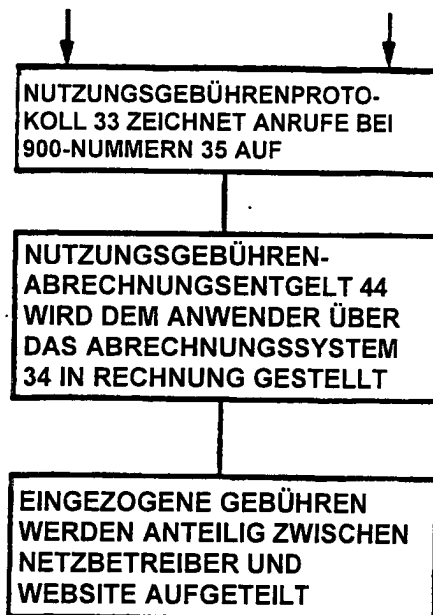 NUTZUNGSGEBÜHRENPROTO-
KOLL 33 ZEICHNET ANRUFE BEI
900-NUMMERN 35 AUF
NUTZUNGSGEBÜHREN-
ABRECHNUNGSENTGELT 44
WIRD DEM ANWENDER ÜBER
DAS ABRECHNUNGSSYSTEM
34 IN RECHNUNG GESTELLT
EINGEZOGENE GEBÜHREN
WERDEN ANTEILIG ZWISCHEN
NETZBETREIBER UND
WEBSITE AUFGETEILT